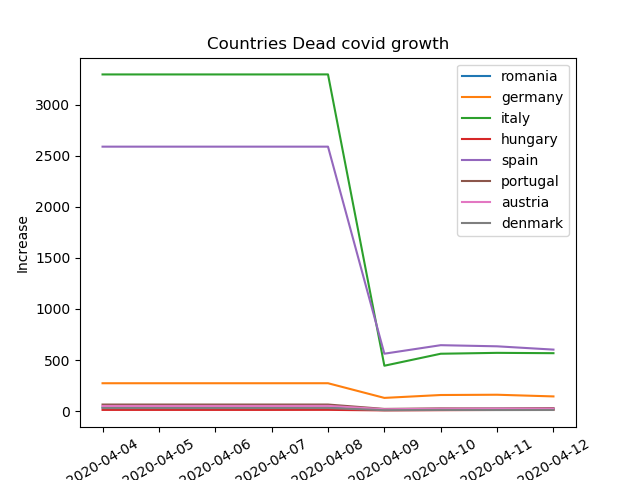 Countries Dead covid growth
Increase
3000
2500
2000
1500
1000
500
0
romania
germany
italy
hungary
spain
portugal
austria
denmark
2020-04-04
2020-04-05
2020-04-06
2020-04-07
2020-04-08
2020-04-09
2020-04-10
2020-04-11
2020-04-12